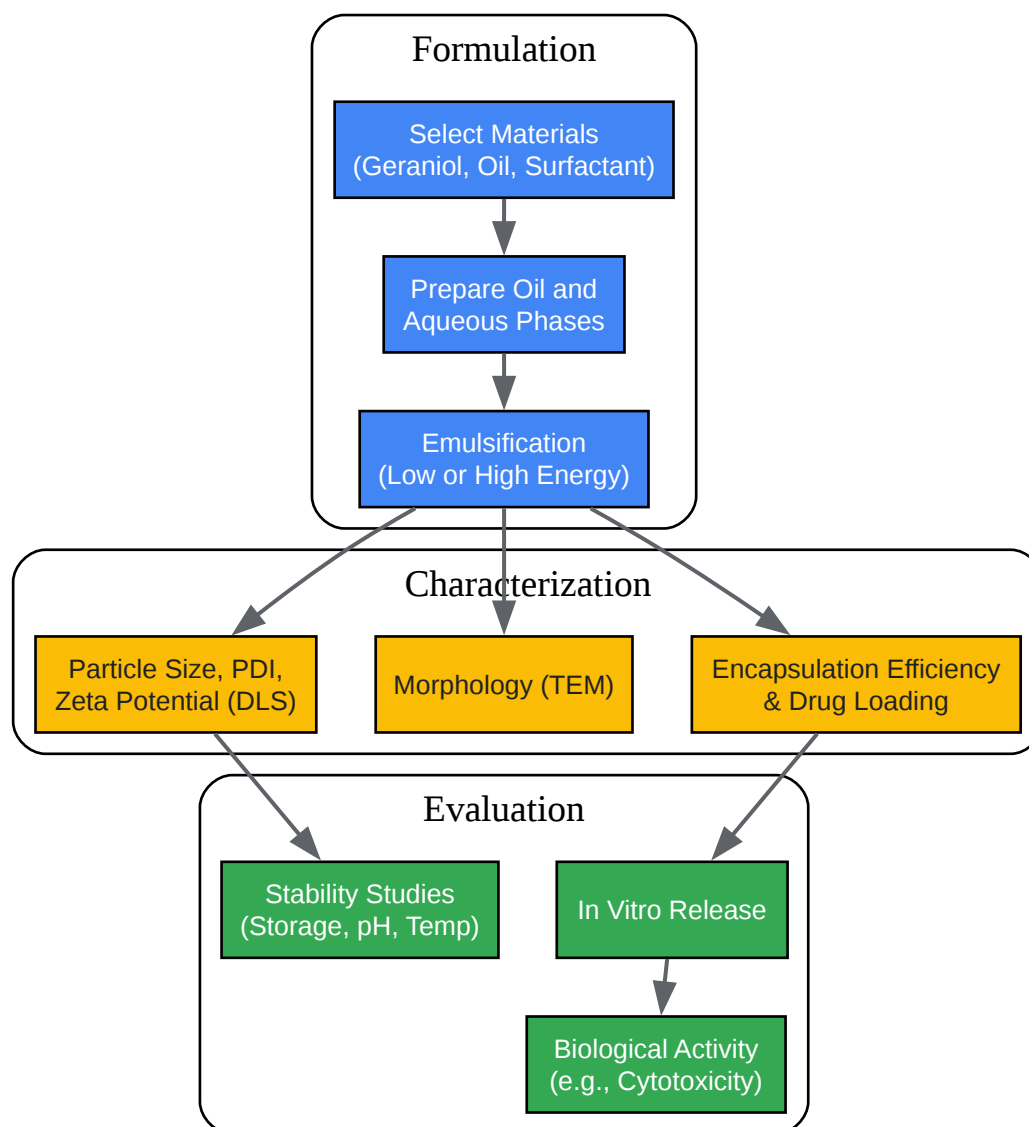 Formulation
Select Materials
(Geraniol, Oil, Surfactant)
Prepare Oil and
Aqueous Phases
Emulsification
(Low or High Energy)
Characterization
Particle Size, PDI,
Zeta Potential (DLS)
Morphology (TEM)
Encapsulation Efficiency
& Drug Loading
Evaluation
Stability Studies
(Storage, pH, Temp)
In Vitro Release
Biological Activity
(e.g., Cytotoxicity)